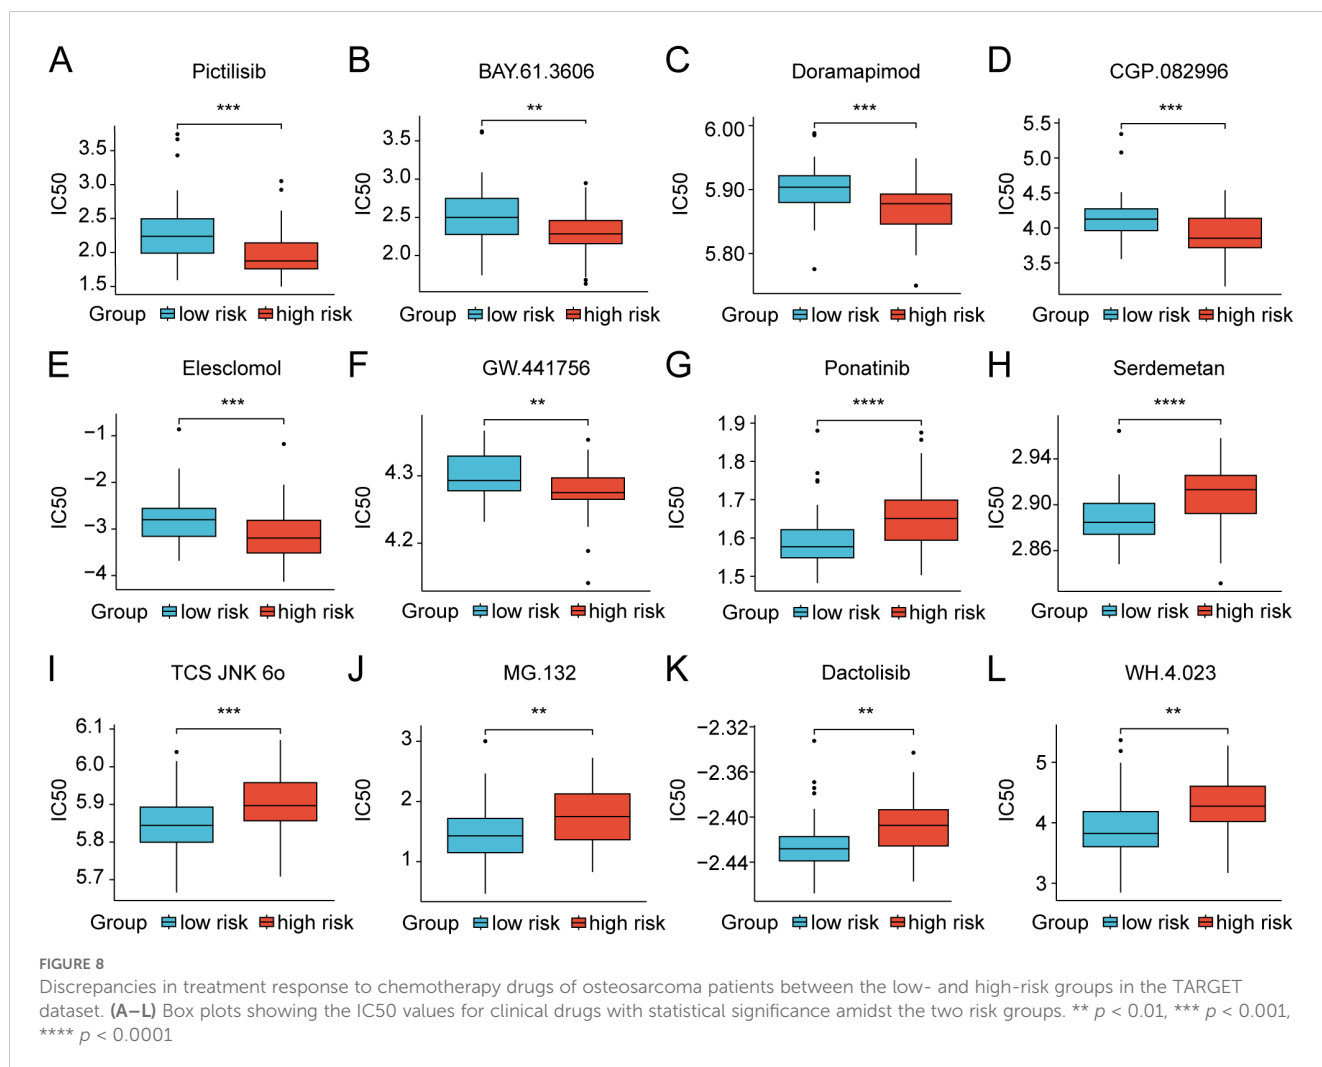 A
Pictilisib
***
IC50
3.5
3.0
2.5
2.0
1.5
Group low risk high risk
B
BAY.61.3606
**
IC50
3.5
3.0
2.5
2.0
Group low risk high risk
C
Doramapimod
***
IC50
6.00
5.90
5.80
Group low risk high risk
D
CGP.082996
***
IC50
5.5
5.0
4.5
4.0
3.5
Group low risk high risk
E
Elesclomol
***
IC50
−1
−2
−3
−4
Group low risk high risk
F
GW.441756
**
IC50
4.3
4.2
Group low risk high risk
G
Ponatinib
****
IC50
1.9
1.8
1.7
1.6
1.5
Group low risk high risk
H
Serdemetan
****
IC50
2.94
2.90
2.86
Group low risk high risk
I
TCS JNK 6o
***
IC50
6.1
6.0
5.9
5.8
5.7
Group low risk high risk
J
MG.132
**
IC50
3
2
1
Group low risk high risk
K
Dactolisib
**
IC50
−2.32
−2.36
−2.40
−2.44
Group low risk high risk
L
WH.4.023
**
IC50
5
4
3
Group low risk high risk
FIGURE 8
Discrepancies in treatment response to chemotherapy drugs of osteosarcoma patients between the low- and high-risk groups in the TARGET
dataset. (A–L) Box plots showing the IC50 values for clinical drugs with statistical significance amidst the two risk groups. ** p < 0.01, *** p < 0.001,
**** p < 0.0001